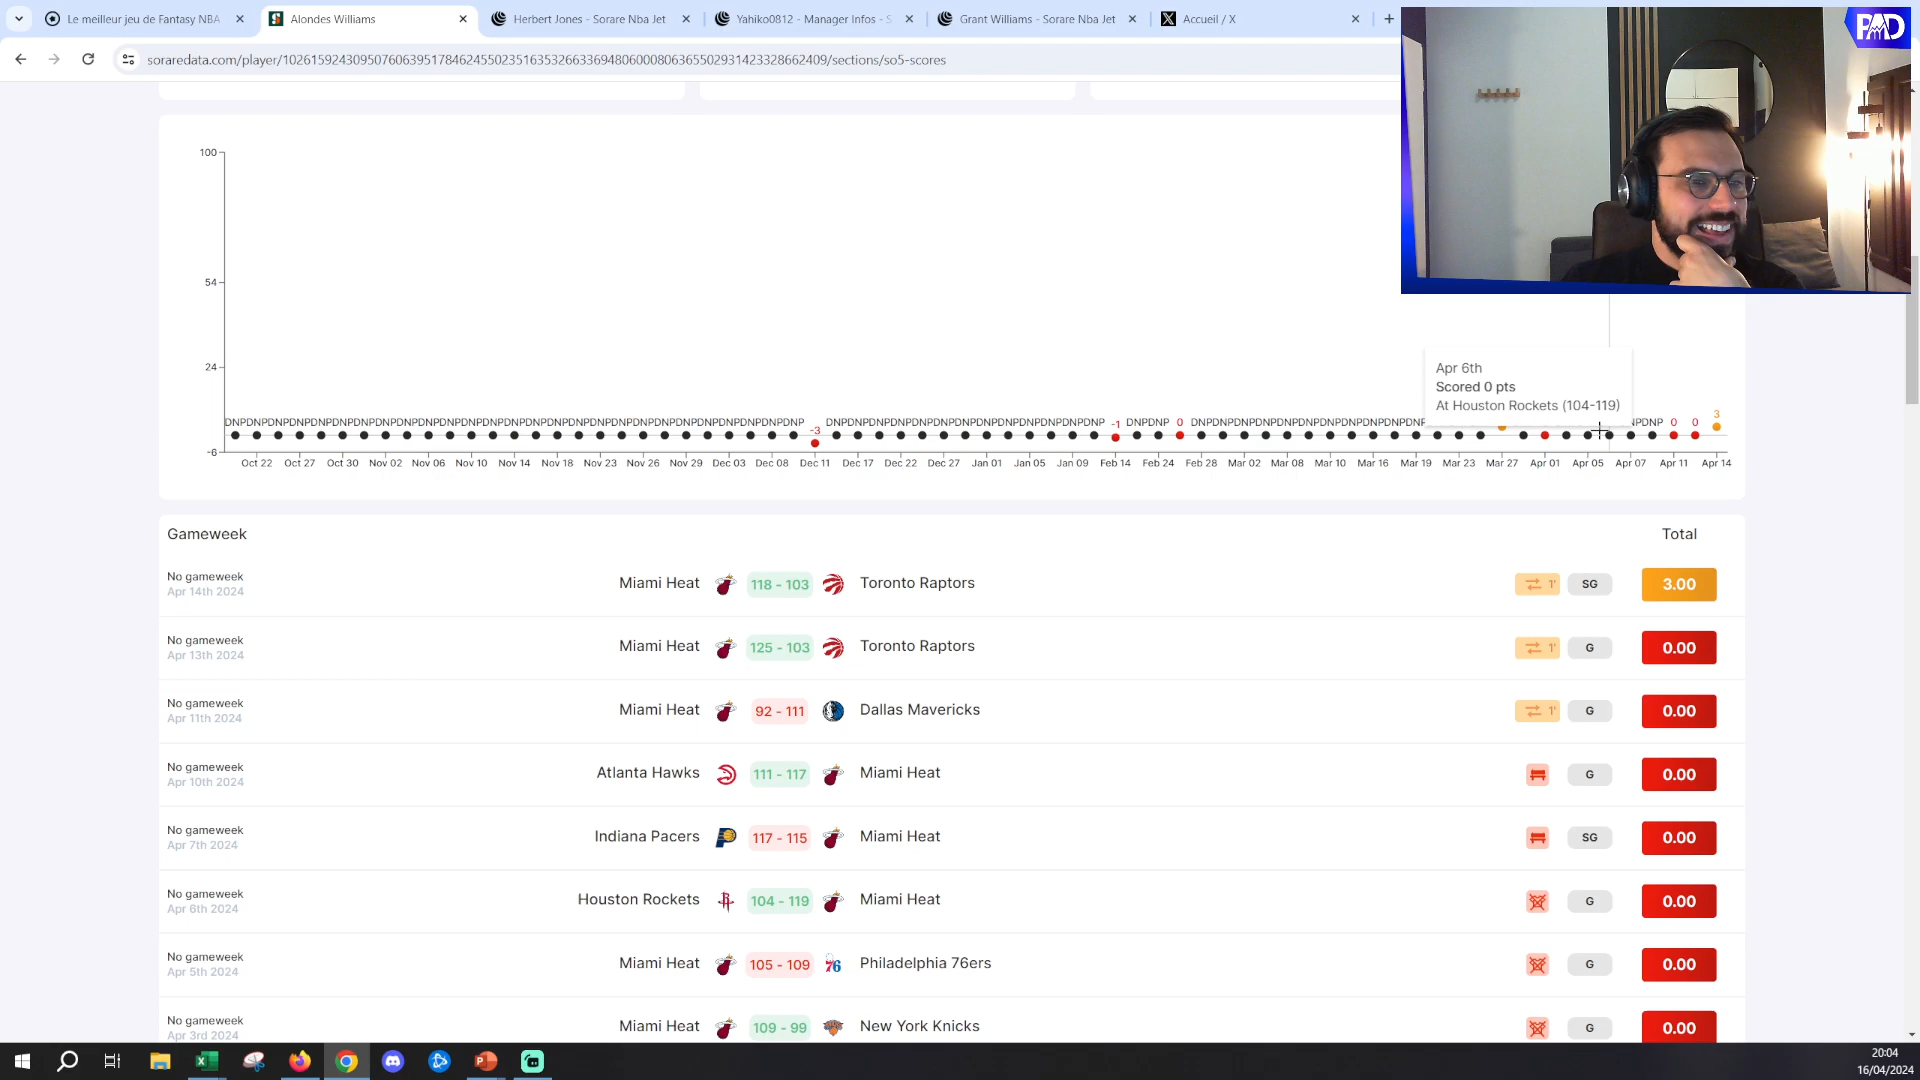 Le meilleur jeu de Fantasy NBA
Alondes Williams
Herbert Jones - Sorare Nba Jet
Yahiko0812 - Manager Infos - S
Grant Williams - Sorare Nba Jet
Accueil / X
PAD
100
54
24
-6
Apr 6th
Scored 0 pts
At Houston Rockets (104-119)
-3
-1
DNPDNP
0
0
0
3
Oct 22 Oct 27 Oct 30 Nov 02 Nov 06 Nov 10 Nov 14 Nov 18 Nov 23 Nov 26 Nov 29 Dec 03 Dec 08 Dec 11 Dec 17 Dec 22 Dec 27 Jan 01 Jan 05 Jan 09 Feb 14 Feb 24 Feb 28 Mar 02 Mar 08 Mar 10 Mar 16 Mar 19 Mar 23 Mar 27 Apr 01 Apr 05 Apr 07 Apr 11 Apr 14
Gameweek Total
No gameweek
Apr 14th 2024
Miami Heat 118 - 103 Toronto Raptors 1' SG 3.00
No gameweek
Apr 13th 2024
Miami Heat 125 - 103 Toronto Raptors 1' G 0.00
No gameweek
Apr 11th 2024
Miami Heat 92 - 111 Dallas Mavericks 1' G 0.00
No gameweek
Apr 10th 2024
Atlanta Hawks 111 - 117 Miami Heat G 0.00
No gameweek
Apr 7th 2024
Indiana Pacers 117 - 115 Miami Heat SG 0.00
No gameweek
Apr 6th 2024
Houston Rockets 104 - 119 Miami Heat G 0.00
No gameweek
Apr 5th 2024
Miami Heat 105 - 109 Philadelphia 76ers G 0.00
No gameweek
Apr 3rd 2024
Miami Heat 109 - 99 New York Knicks G 0.00
20:04
16/04/2024